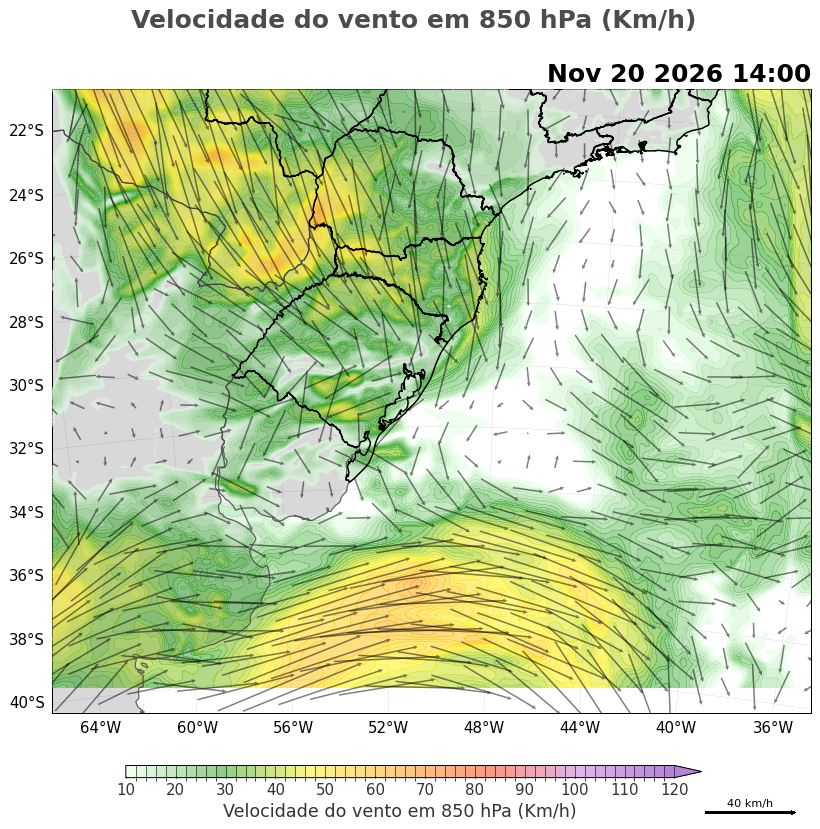 Velocidade do vento em 850 hPa (Km/h)
Nov 20 2026 14:00
22°S
24°S
26°S
28°S
30°S
32°S
34°S
36°S
38°S
40°S
64°W 60°W 56°W 52°W 48°W 44°W 40°W 36°W
10 20 30 40 50 60 70 80 90 100 110 120
Velocidade do vento em 850 hPa (Km/h)
40 km/h